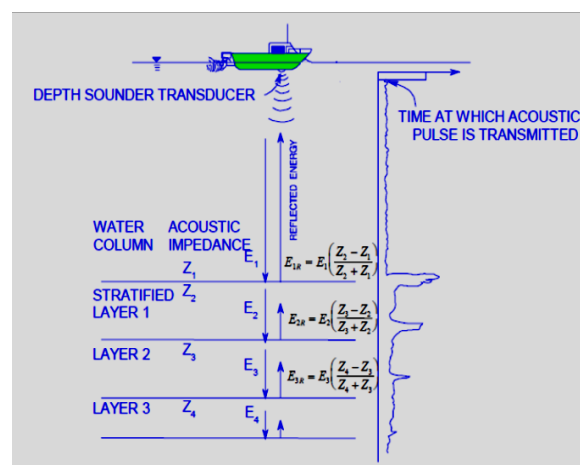 DEPTH SOUNDER TRANSDUCER
TIME AT WHICH ACOUSTIC
PULSE IS TRANSMITTED
REFLECTED ENERGY
WATER
COLUMN
ACOUSTIC
IMPEDANCE
Z₁
E₁
E₁R = E₁((Z₂ − Z₁)/(Z₂ + Z₁))
STRATIFIED
LAYER 1
Z₂
E₂
E₂R = E₂((Z₃ − Z₂)/(Z₃ + Z₂))
LAYER 2
Z₃
E₃
E₃R = E₃((Z₄ − Z₃)/(Z₄ + Z₃))
LAYER 3
Z₄
E₄